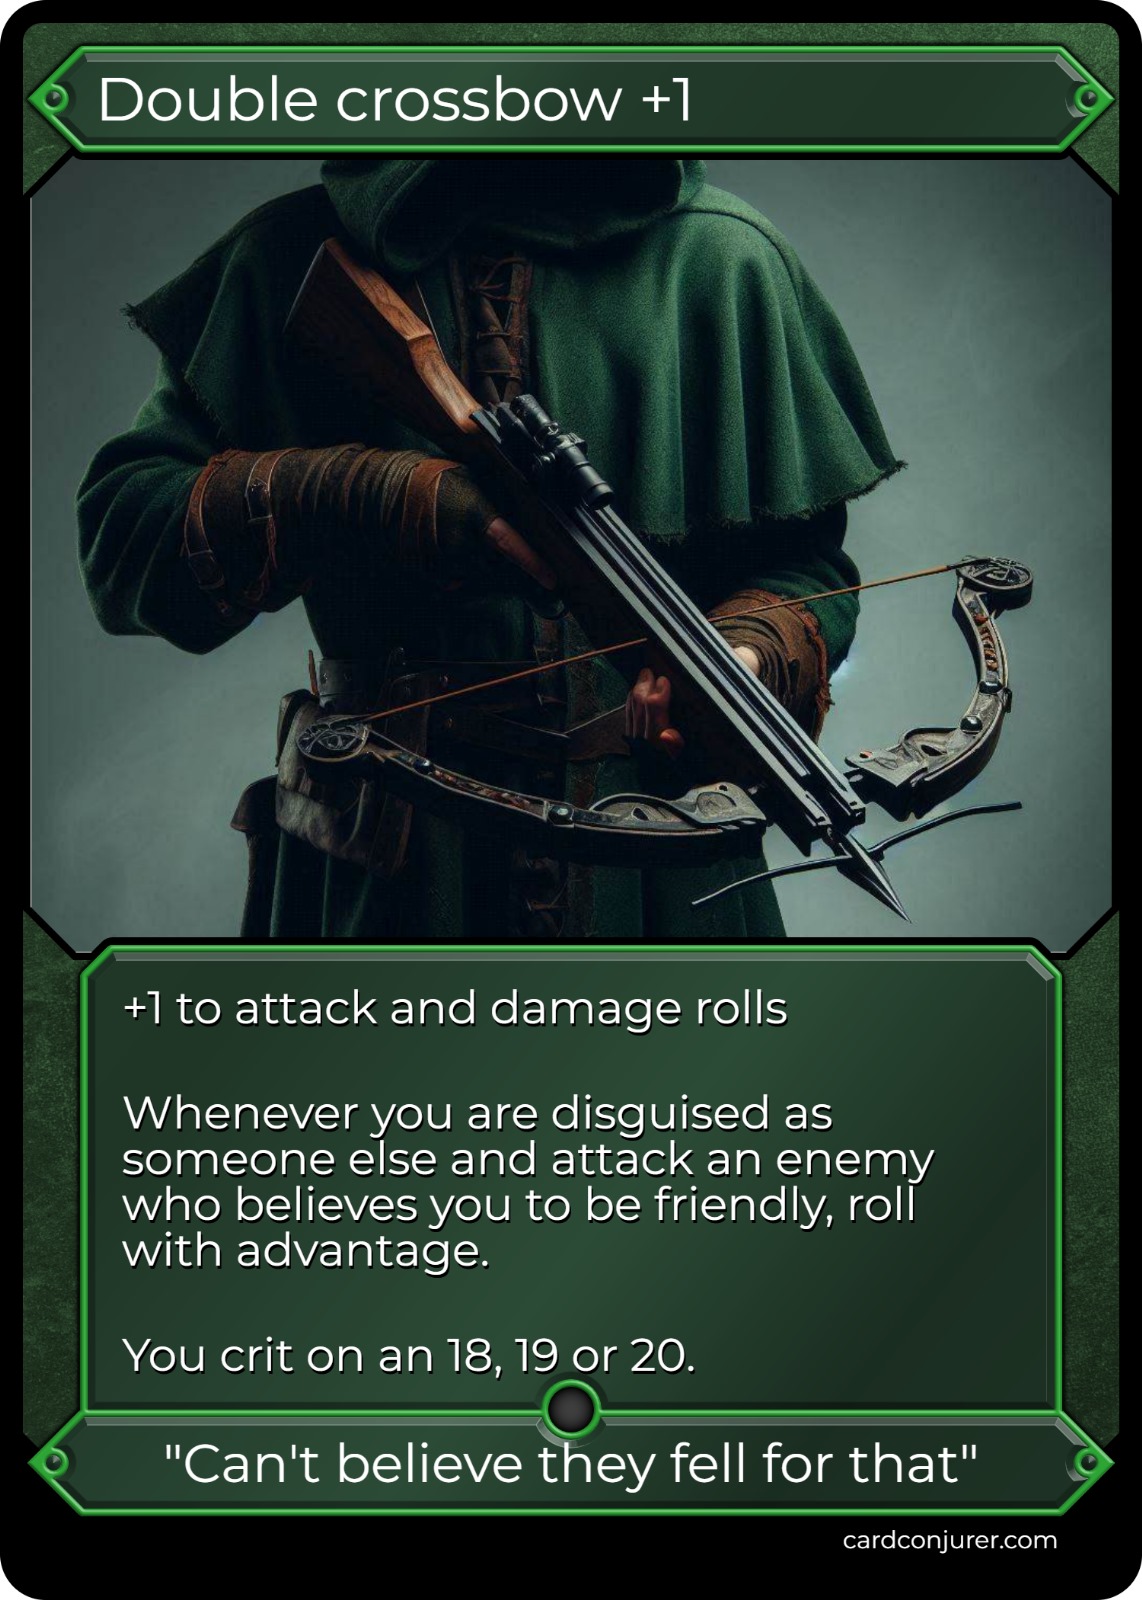 Double crossbow +1
+1 to attack and damage rolls
Whenever you are disguised as
someone else and attack an enemy
who believes you to be friendly, roll
with advantage.
You crit on an 18, 19 or 20.
"Can't believe they fell for that"
cardconjurer.com